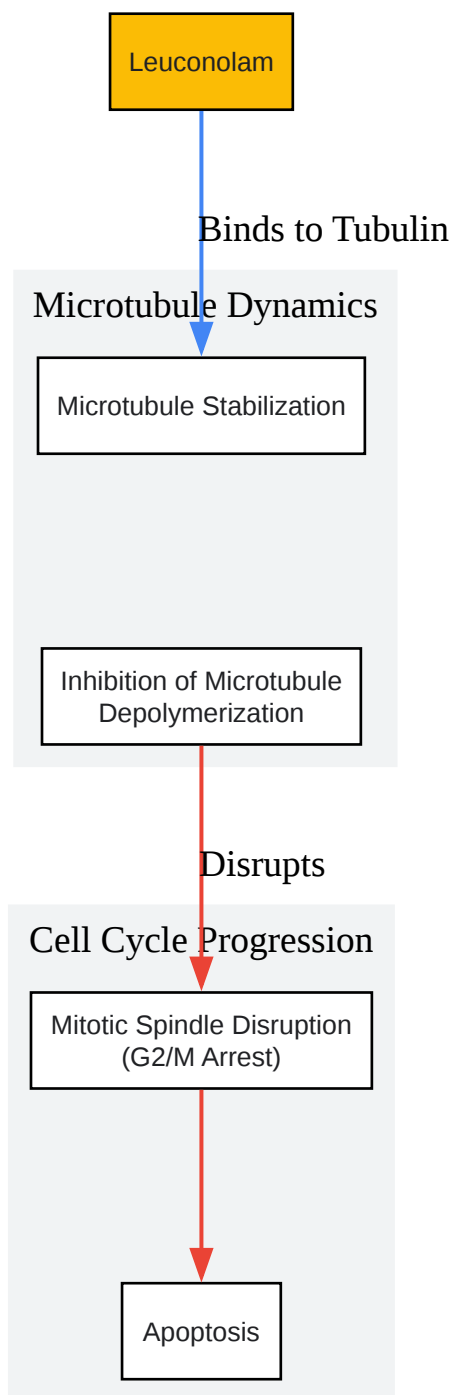 Leuconolam
Binds to Tubulin
Microtubule Dynamics
Microtubule Stabilization
Inhibition of Microtubule
Depolymerization
Disrupts
Cell Cycle Progression
Mitotic Spindle Disruption
(G2/M Arrest)
Apoptosis